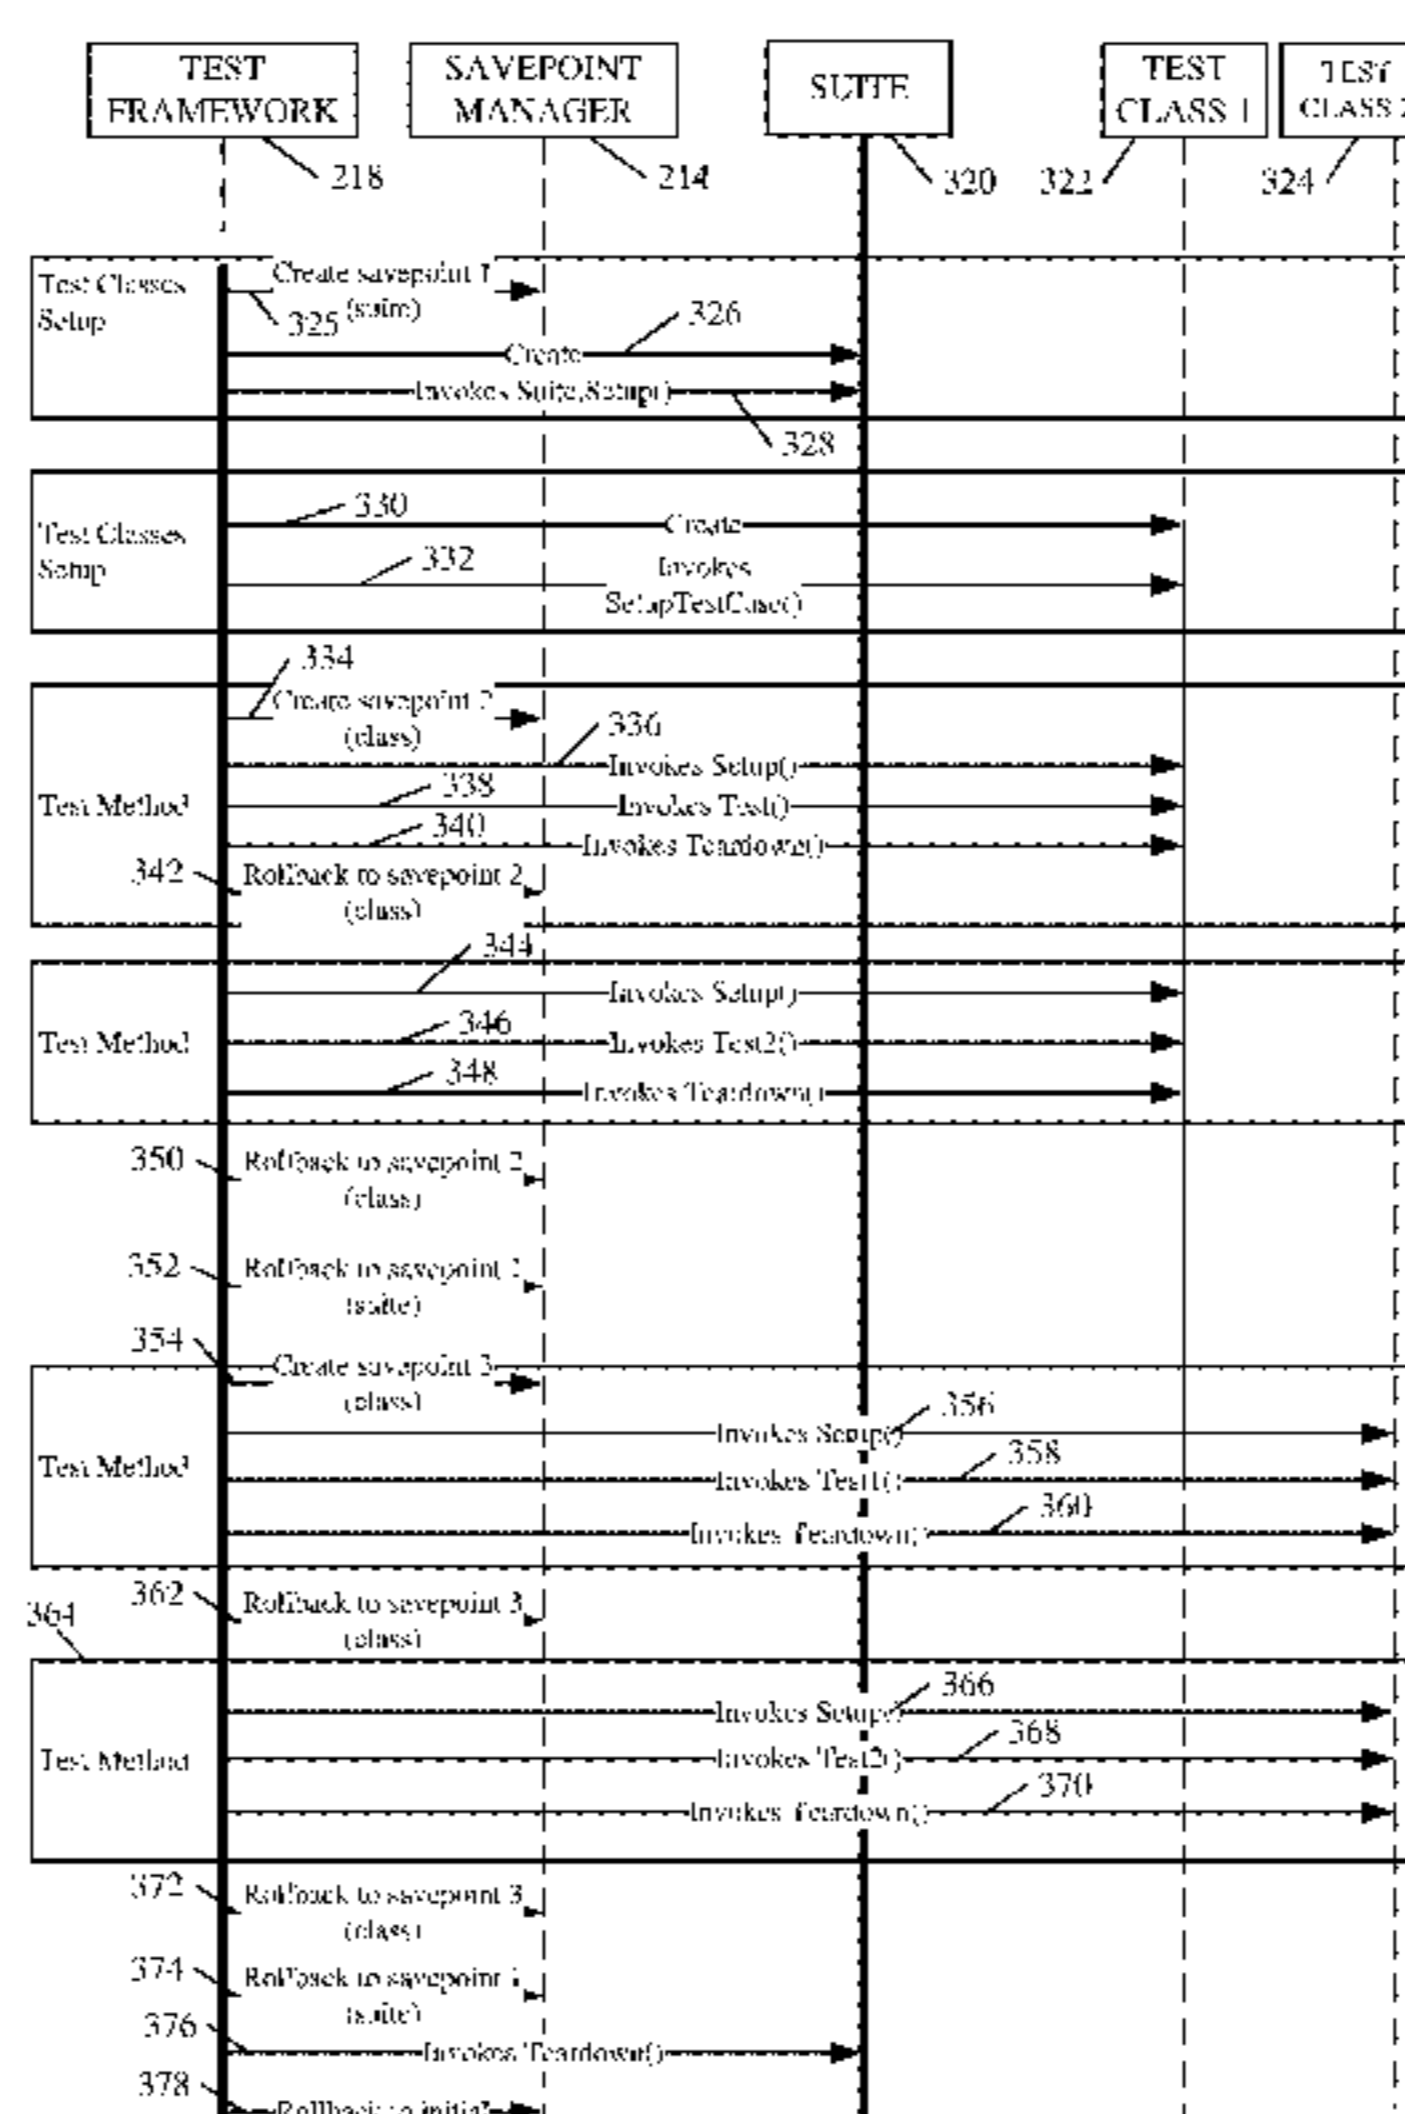 TEST FRAMEWORK
SAVEPOINT MANAGER
SUITE
TEST CLASS 1
TEST CLASS
218
214
320
322
324
Test Classes Setup
Create savepoint 1
325
(suite)
326
Create
Invokes Suite.Setup()
328
Test Classes Setup
330
Create
332
Invokes
SetupTestCase()
334
Create savepoint 2
(class)
336
Invokes Setup()
Test Method
338
Invokes Test()
340
Invokes Teardown()
342
Rollback to savepoint 2
(class)
344
Invokes Setup()
Test Method
346
Invokes Test2()
348
Invokes Teardown()
350
Rollback to savepoint 2
(class)
352
Rollback to savepoint
(suite)
354
Create savepoint 3
(class)
356
Invokes Setup()
Test Method
358
Invokes Test1()
360
Invokes Teardown()
362
Rollback to savepoint 3
(class)
364
366
Invokes Setup()
Test Method
368
Invokes Test2()
370
Invokes Teardown()
372
Rollback to savepoint 3
(class)
374
Rollback to savepoint
(suite)
376
Invokes Teardown()
378
Rollback to initial